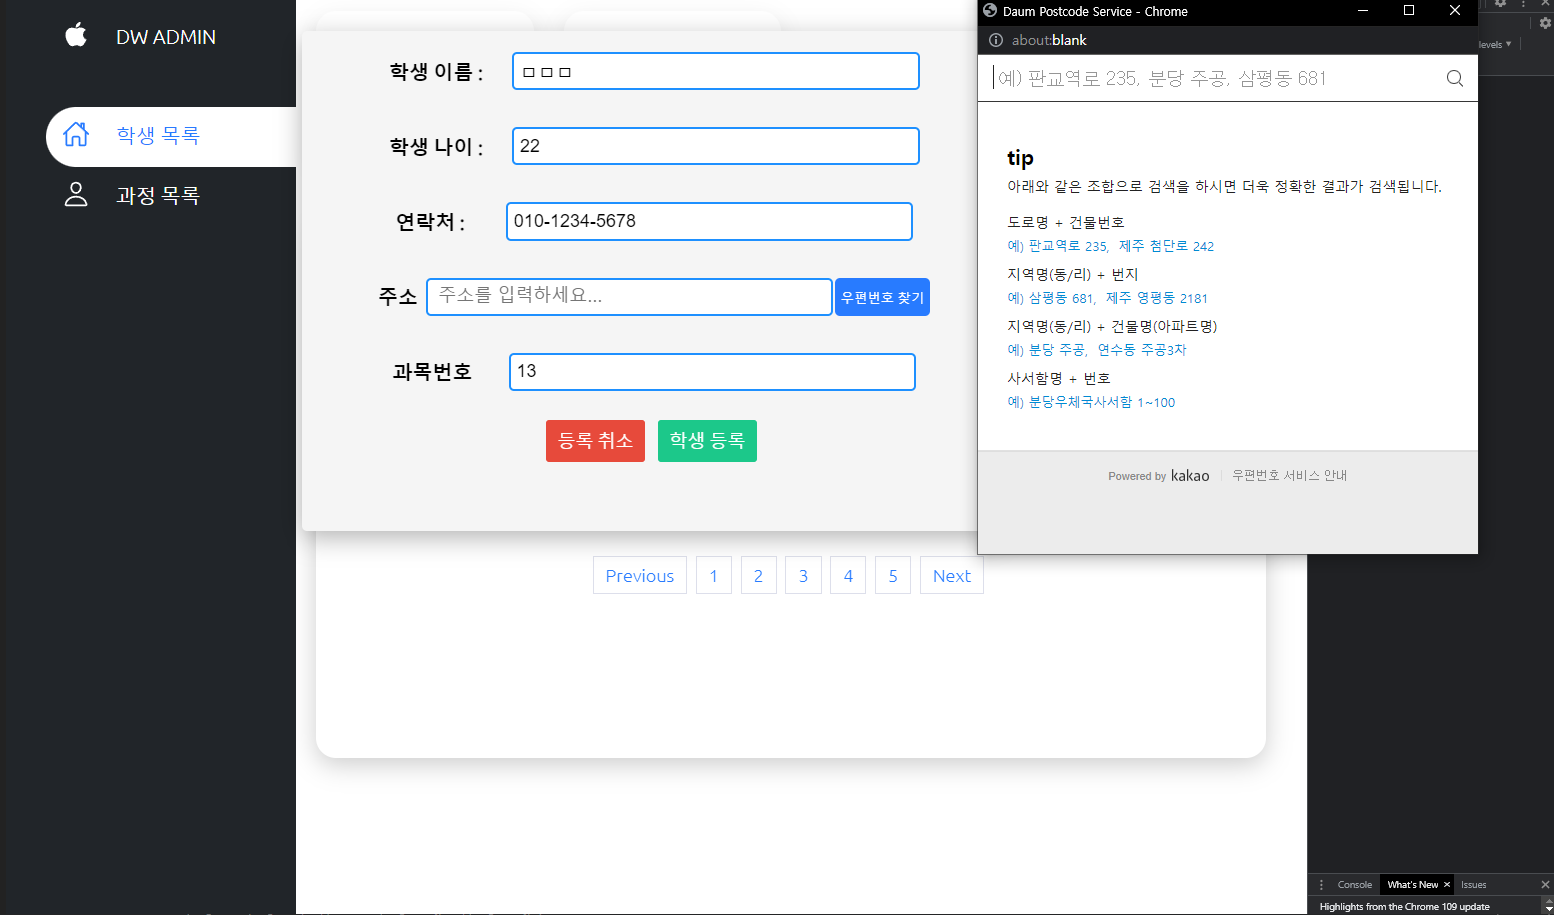 DW ADMIN
학생 목록
과정 목록
학생 이름 :
ㅁㅁㅁ
학생 나이 :
22
연락처 :
010-1234-5678
주소
주소를 입력하세요...
우편번호 찾기
과목번호
13
등록 취소
학생 등록
Previous
1
2
3
4
5
Next
Daum Postcode Service - Chrome
about:blank
예) 판교역로 235, 분당 주공, 삼평동 681
tip
아래와 같은 조합으로 검색을 하시면 더욱 정확한 결과가 검색됩니다.
도로명 + 건물번호
예) 판교역로 235, 제주 첨단로 242
지역명(동/리) + 번지
예) 삼평동 681, 제주 영평동 2181
지역명(동/리) + 건물명(아파트명)
예) 분당 주공, 연수동 주공3차
사서함명 + 번호
예) 분당우체국사서함 1~100
Powered by kakao
우편번호 서비스 안내
levels
Console
What's New
Issues
Highlights from the Chrome 109 update